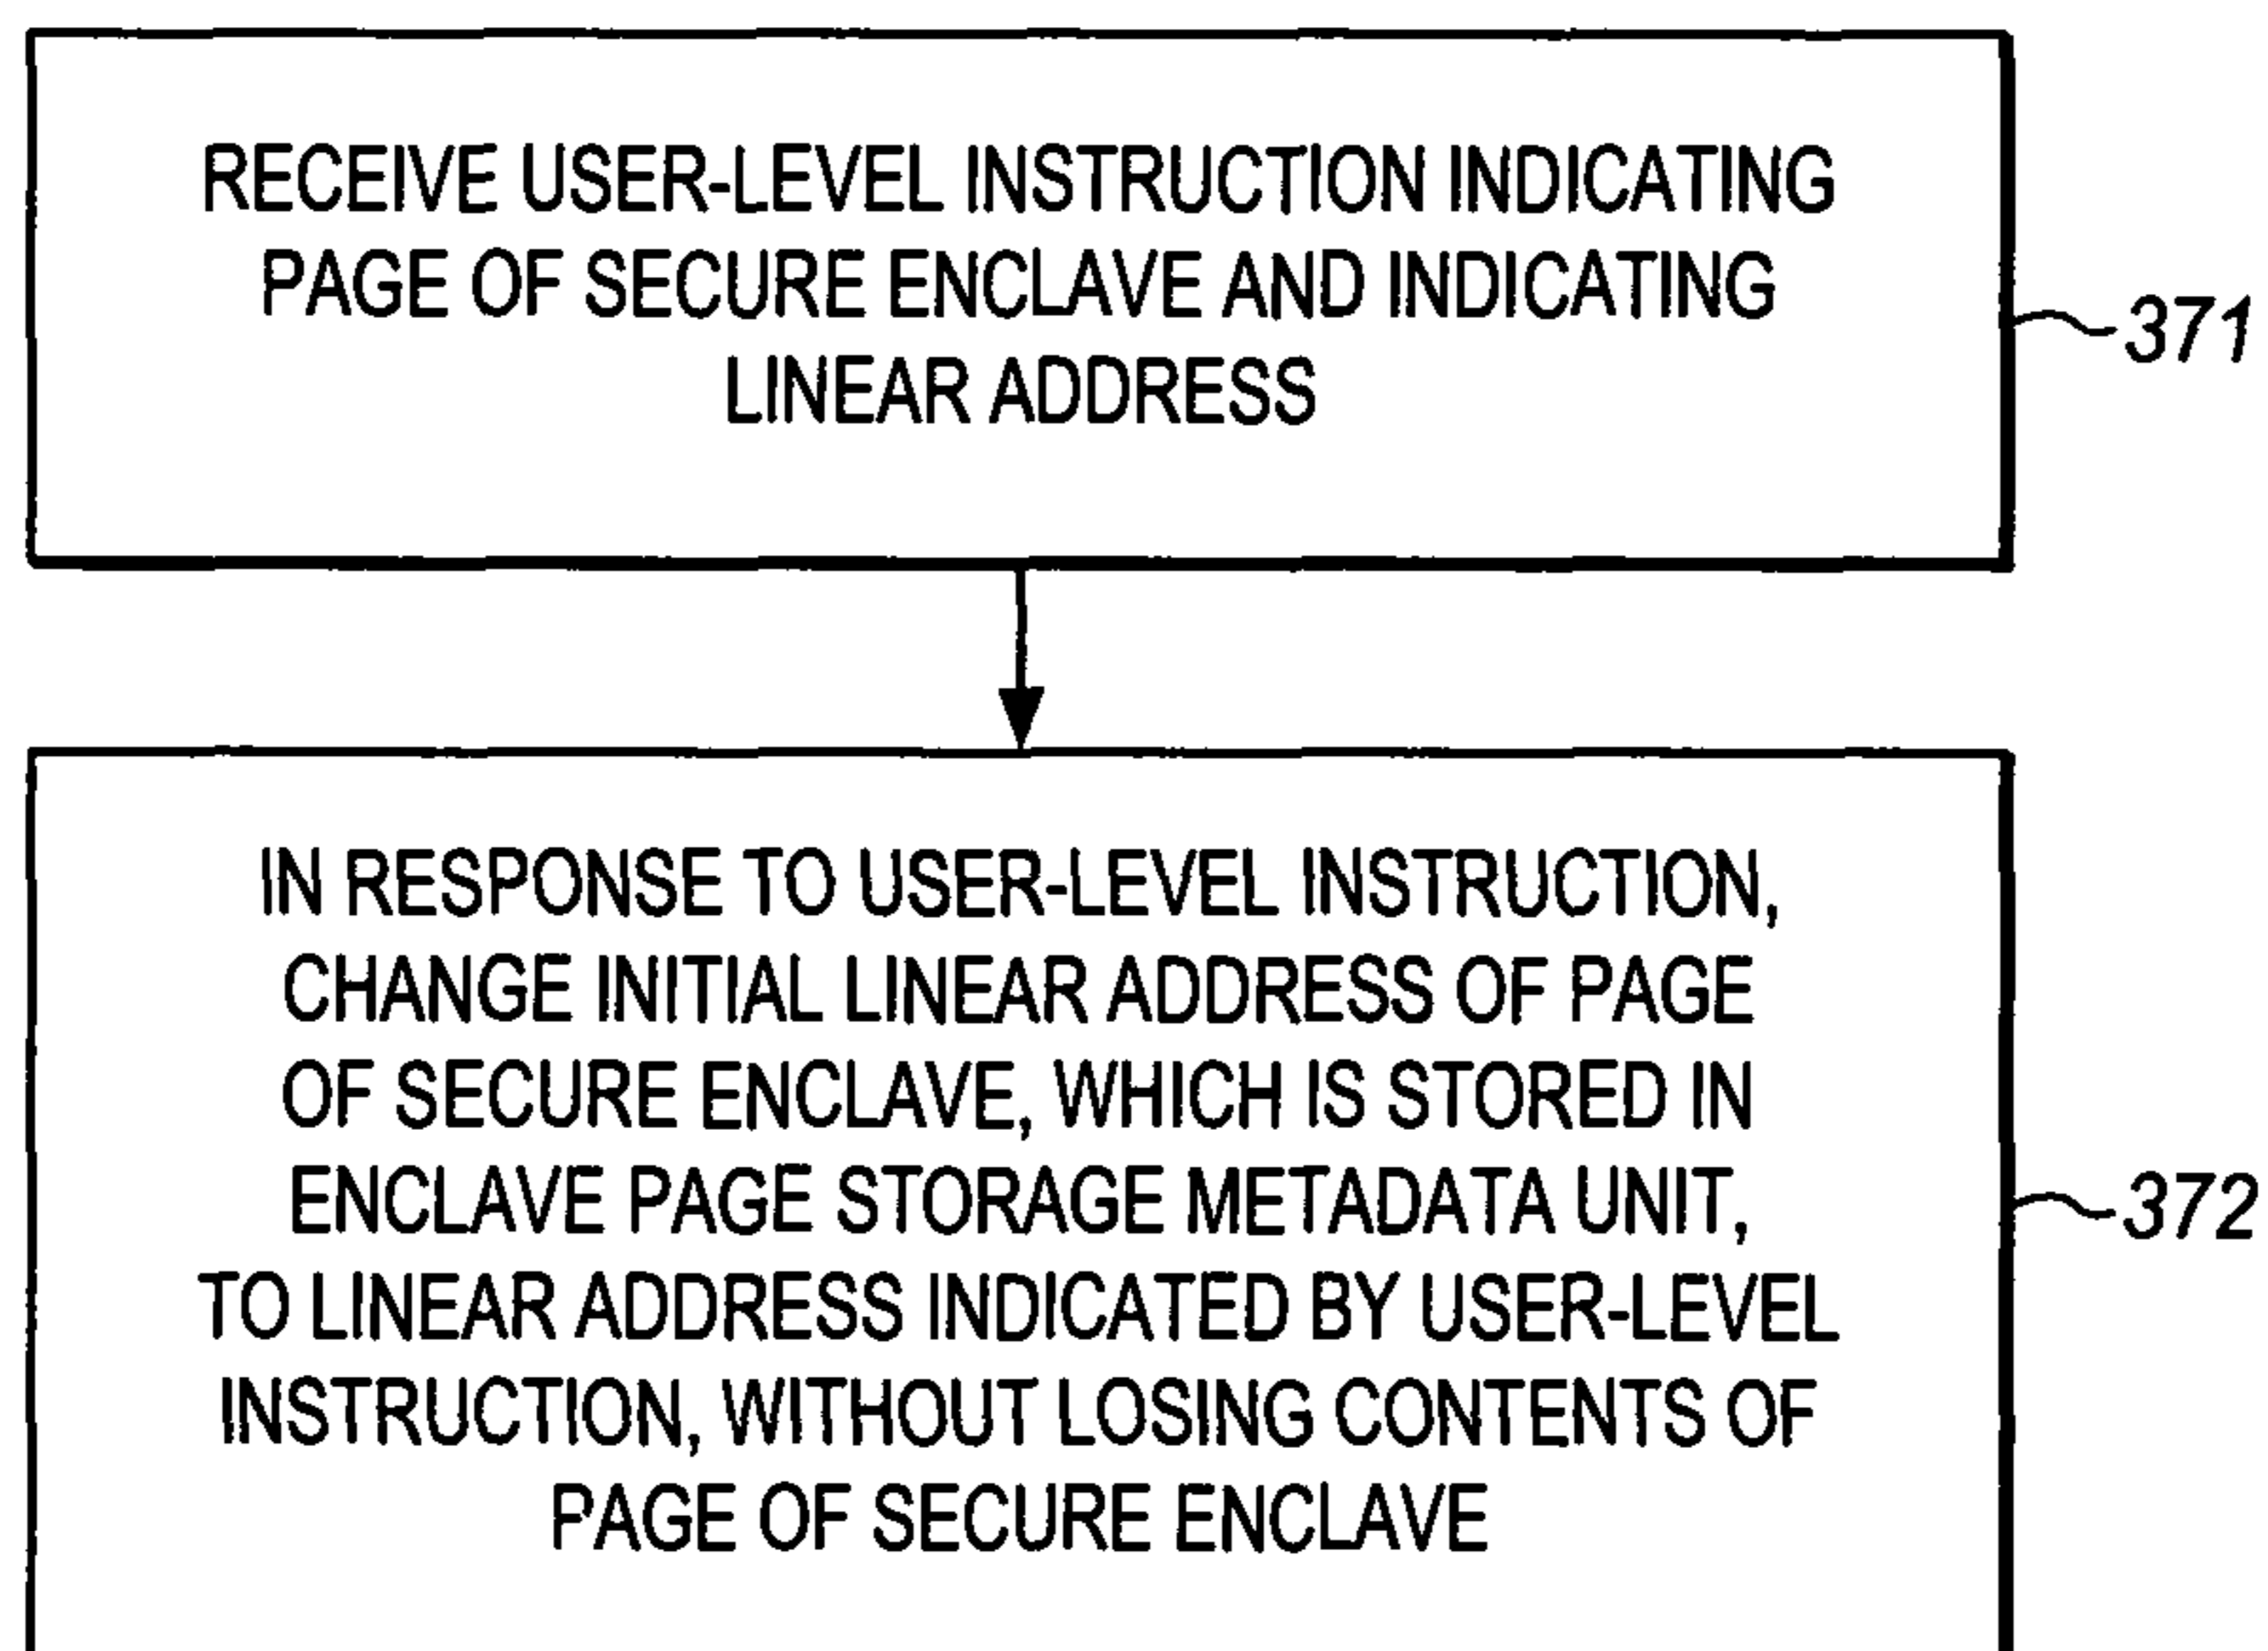 RECEIVE USER-LEVEL INSTRUCTION INDICATING
PAGE OF SECURE ENCLAVE AND INDICATING
LINEAR ADDRESS
371
IN RESPONSE TO USER-LEVEL INSTRUCTION,
CHANGE INITIAL LINEAR ADDRESS OF PAGE
OF SECURE ENCLAVE, WHICH IS STORED IN
ENCLAVE PAGE STORAGE METADATA UNIT,
TO LINEAR ADDRESS INDICATED BY USER-LEVEL
INSTRUCTION, WITHOUT LOSING CONTENTS OF
PAGE OF SECURE ENCLAVE
372